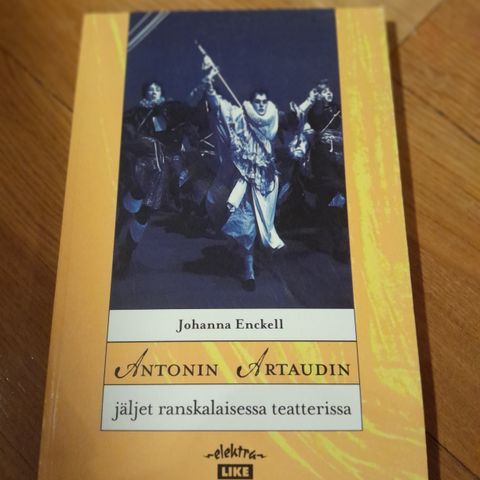 Johanna Enckell
ANTONIN ARTAUDIN
jäljet ranskalaisessa teatterissa
elektra
LIKE